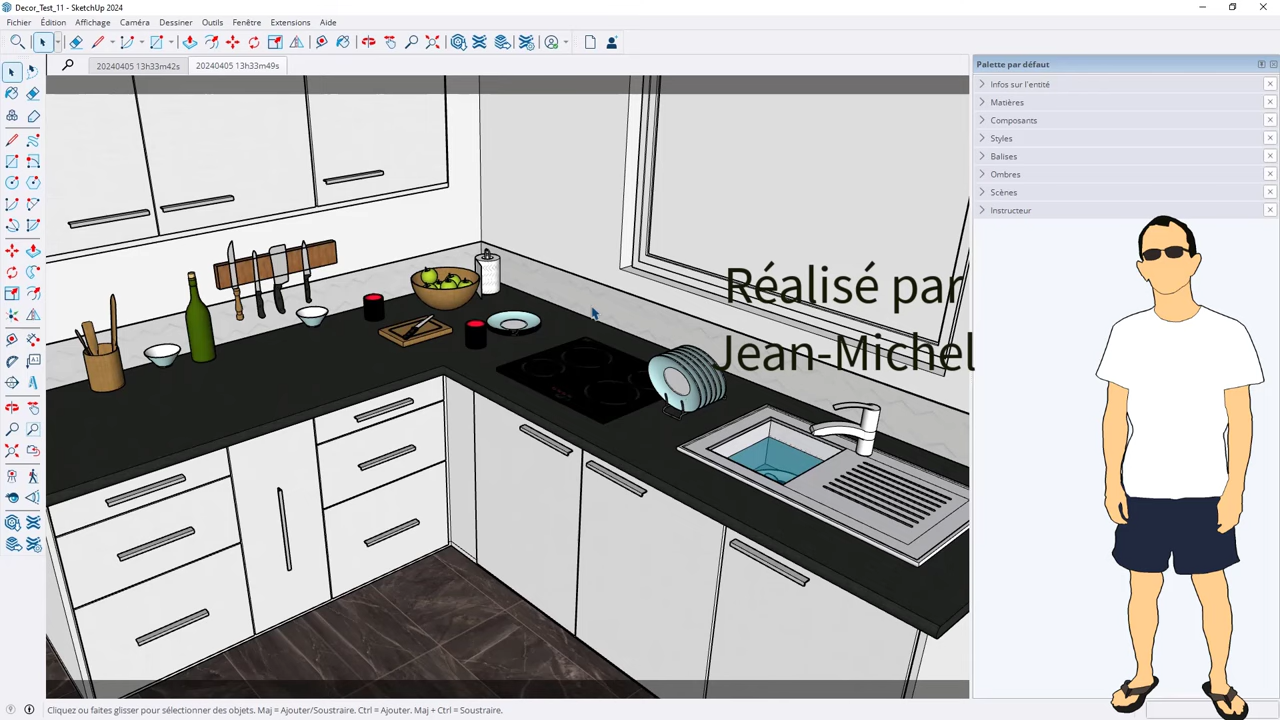 Decor_Test_11 - SketchUp 2024
Fichier Édition Affichage Caméra Dessiner Outils Fenêtre Extensions Aide
20240405 13h33m42s 20240405 13h33m49s
Palette par défaut
Infos sur l'entité
Matières
Composants
Styles
Balises
Ombres
Scènes
Instructeur
Réalisé par
Jean-Michel
Cliquez ou faites glisser pour sélectionner des objets. Maj = Ajouter/Soustraire. Ctrl = Ajouter. Maj + Ctrl = Soustraire.